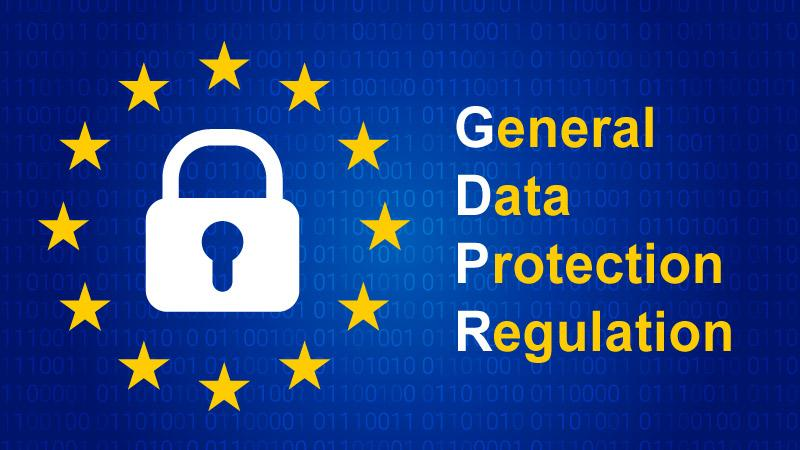 General
Data
Protection
Regulation